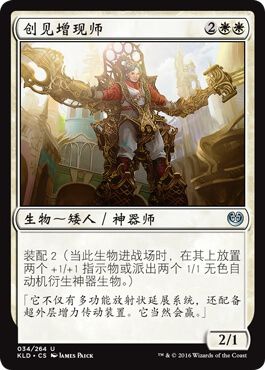 创见增现师 2
生物～矮人／神器师
装配 2（当此生物进战场时，在其上放置
两个 +1/+1 指示物或派出两个 1/1 无色自
动机衍生神器生物。）
「它不仅有多功能放射状延展系统，还配备
超外层增力传动装置。它当然会赢。」
2/1
034/264 U
KLD • CS JAMES PAICK
™ & © 2016 Wizards of the Coast